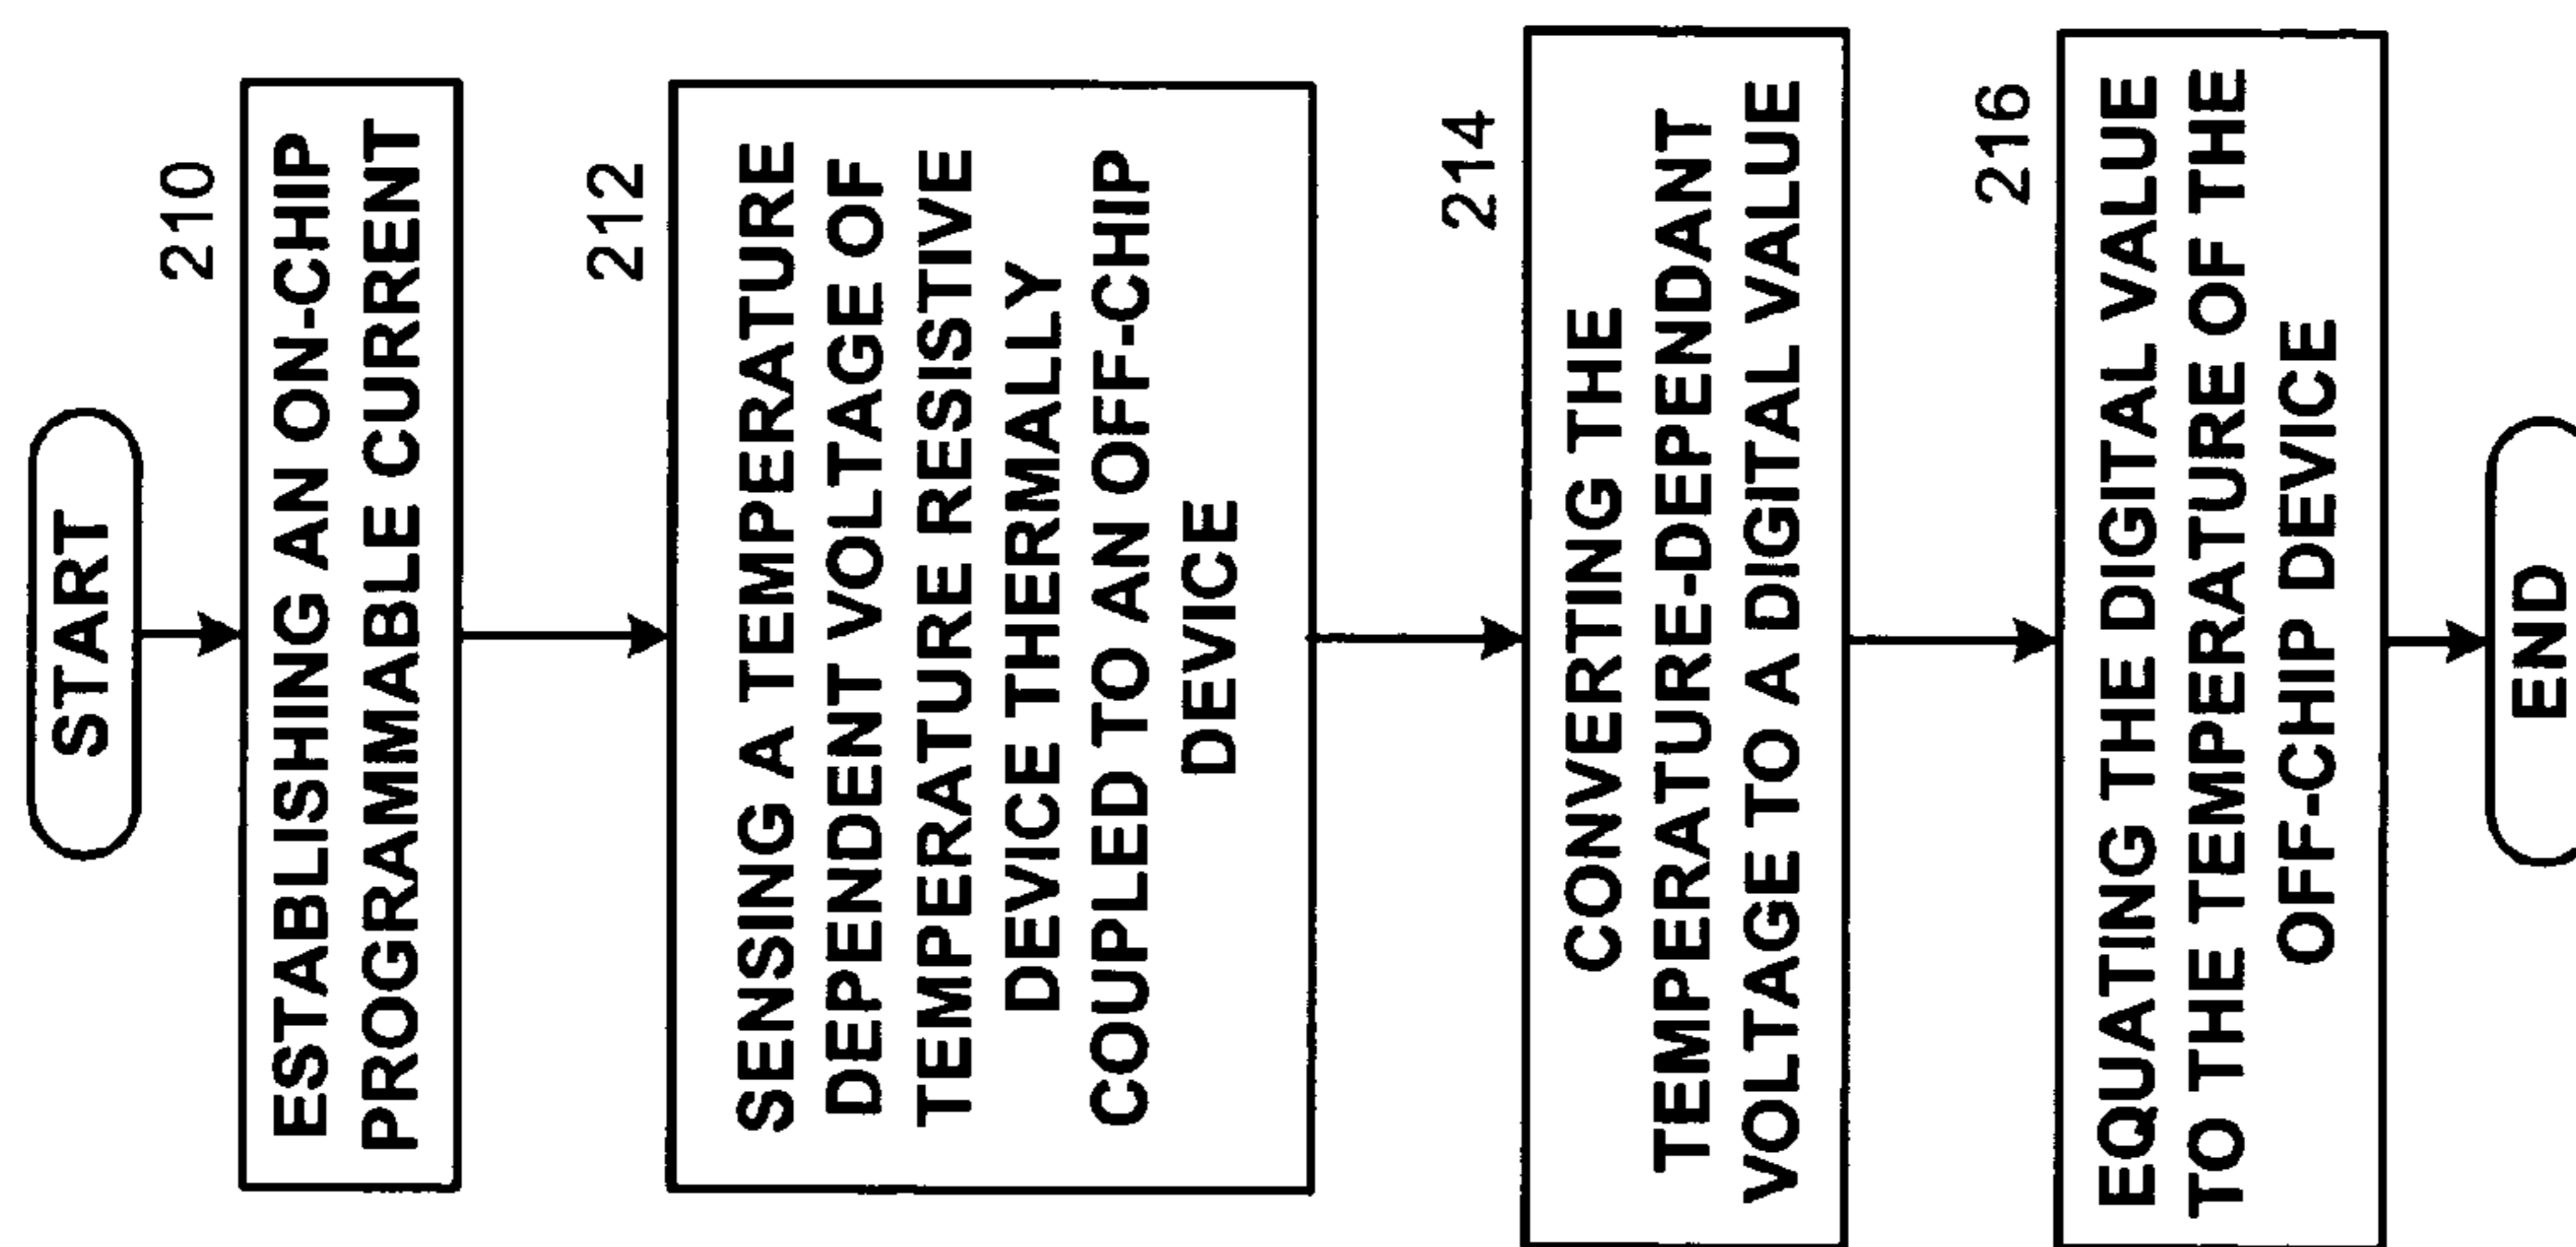 START
210
ESTABLISHING AN ON-CHIP
PROGRAMMABLE CURRENT
212
SENSING A TEMPERATURE
DEPENDENT VOLTAGE OF
TEMPERATURE RESISTIVE
DEVICE THERMALLY
COUPLED TO AN OFF-CHIP
DEVICE
214
CONVERTING THE
TEMPERATURE-DEPENDANT
VOLTAGE TO A DIGITAL VALUE
216
EQUATING THE DIGITAL VALUE
TO THE TEMPERATURE OF THE
OFF-CHIP DEVICE
END